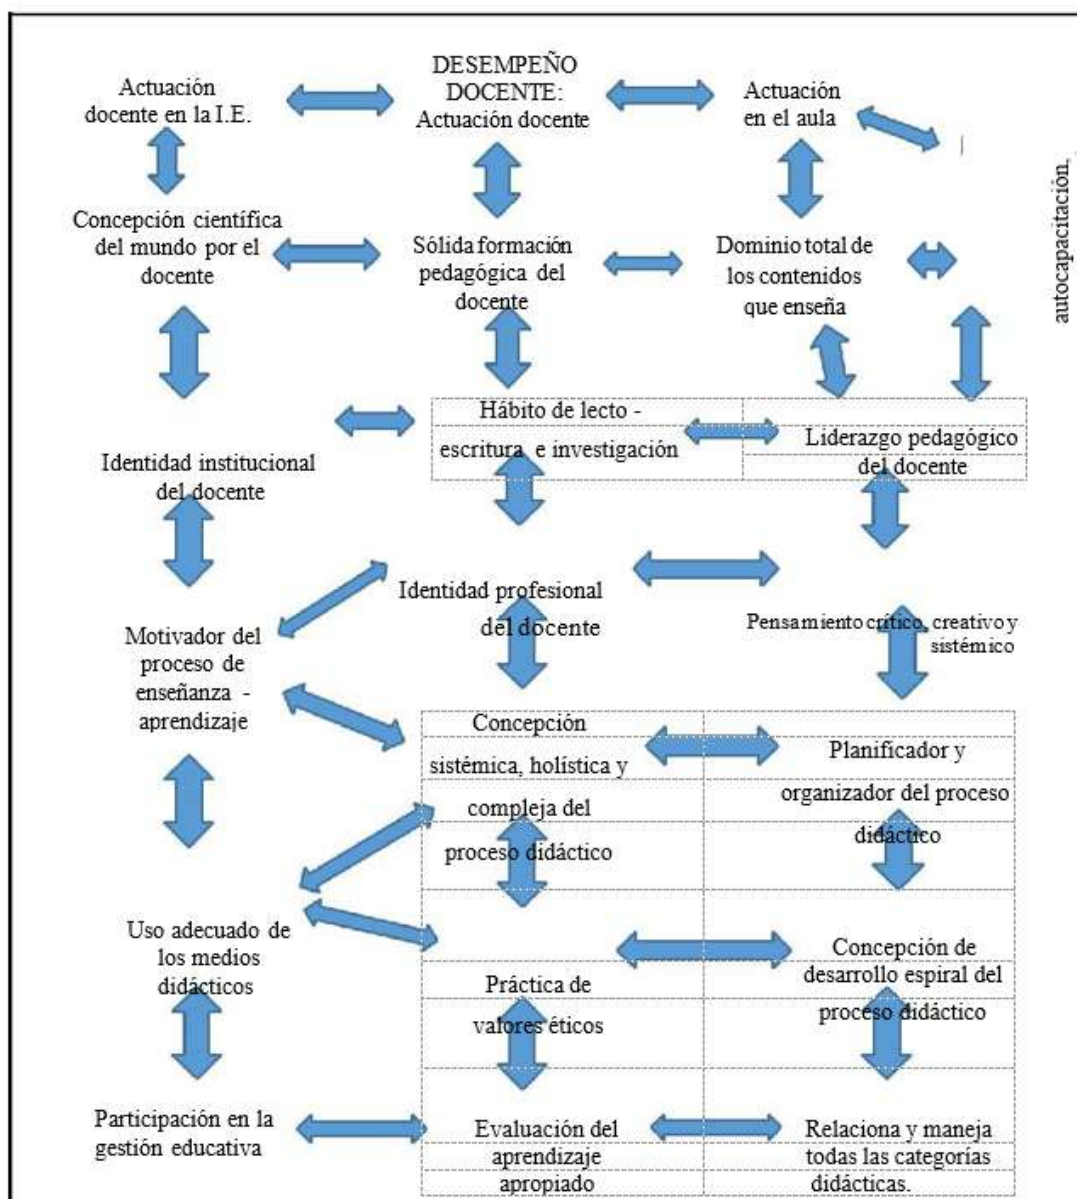 DESEMPEÑO
DOCENTE:
Actuación docente
Actuación
docente en la I.E.
Actuación
en el aula
autocapacitación,
Concepción científica
del mundo por el
docente
Sólida formación
pedagógica del
docente
Dominio total de
los contenidos
que enseña
Hábito de lecto -
escritura e investigación
Liderazgo pedagógico
del docente
Identidad institucional
del docente
Identidad profesional
del docente
Pensamiento crítico, creativo y
sistémico
Motivador del
proceso de
enseñanza -
aprendizaje
Concepción
sistémica, holística y
compleja del
proceso didáctico
Planificador y
organizador del proceso
didáctico
Uso adecuado de
los medios
didácticos
Práctica de
valores éticos
Concepción de
desarrollo espiral del
proceso didáctico
Participación en la
gestión educativa
Evaluación del
aprendizaje
apropiado
Relaciona y maneja
todas las categorías
didácticas.